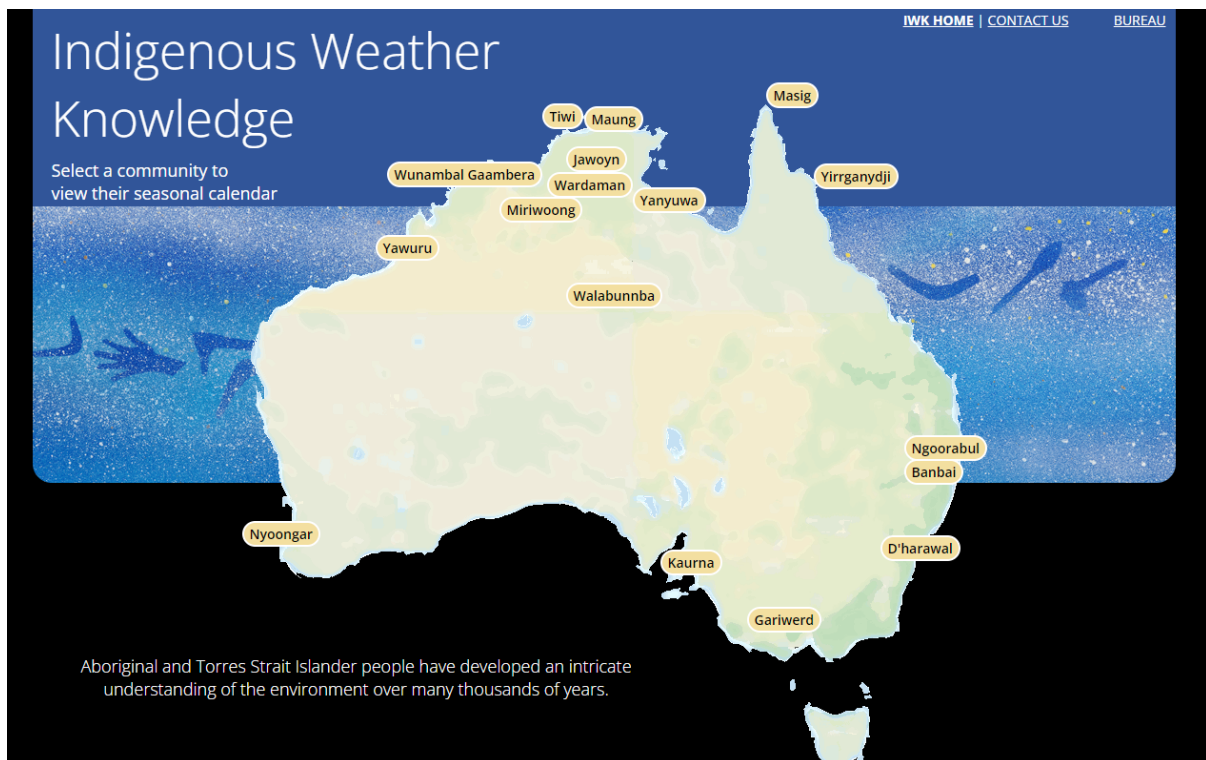 IWK HOME | CONTACT US BUREAU
Indigenous Weather
Knowledge
Select a community to
view their seasonal calendar
Masig
Tiwi
Maung
Jawoyn
Wunambal Gaambera
Yirrganydji
Wardaman
Yanyuwa
Miriwoong
Yawuru
Walabunnba
Ngoorabul
Banbai
Nyoongar
D'harawal
Kaurna
Gariwerd
Aboriginal and Torres Strait Islander people have developed an intricate
understanding of the environment over many thousands of years.